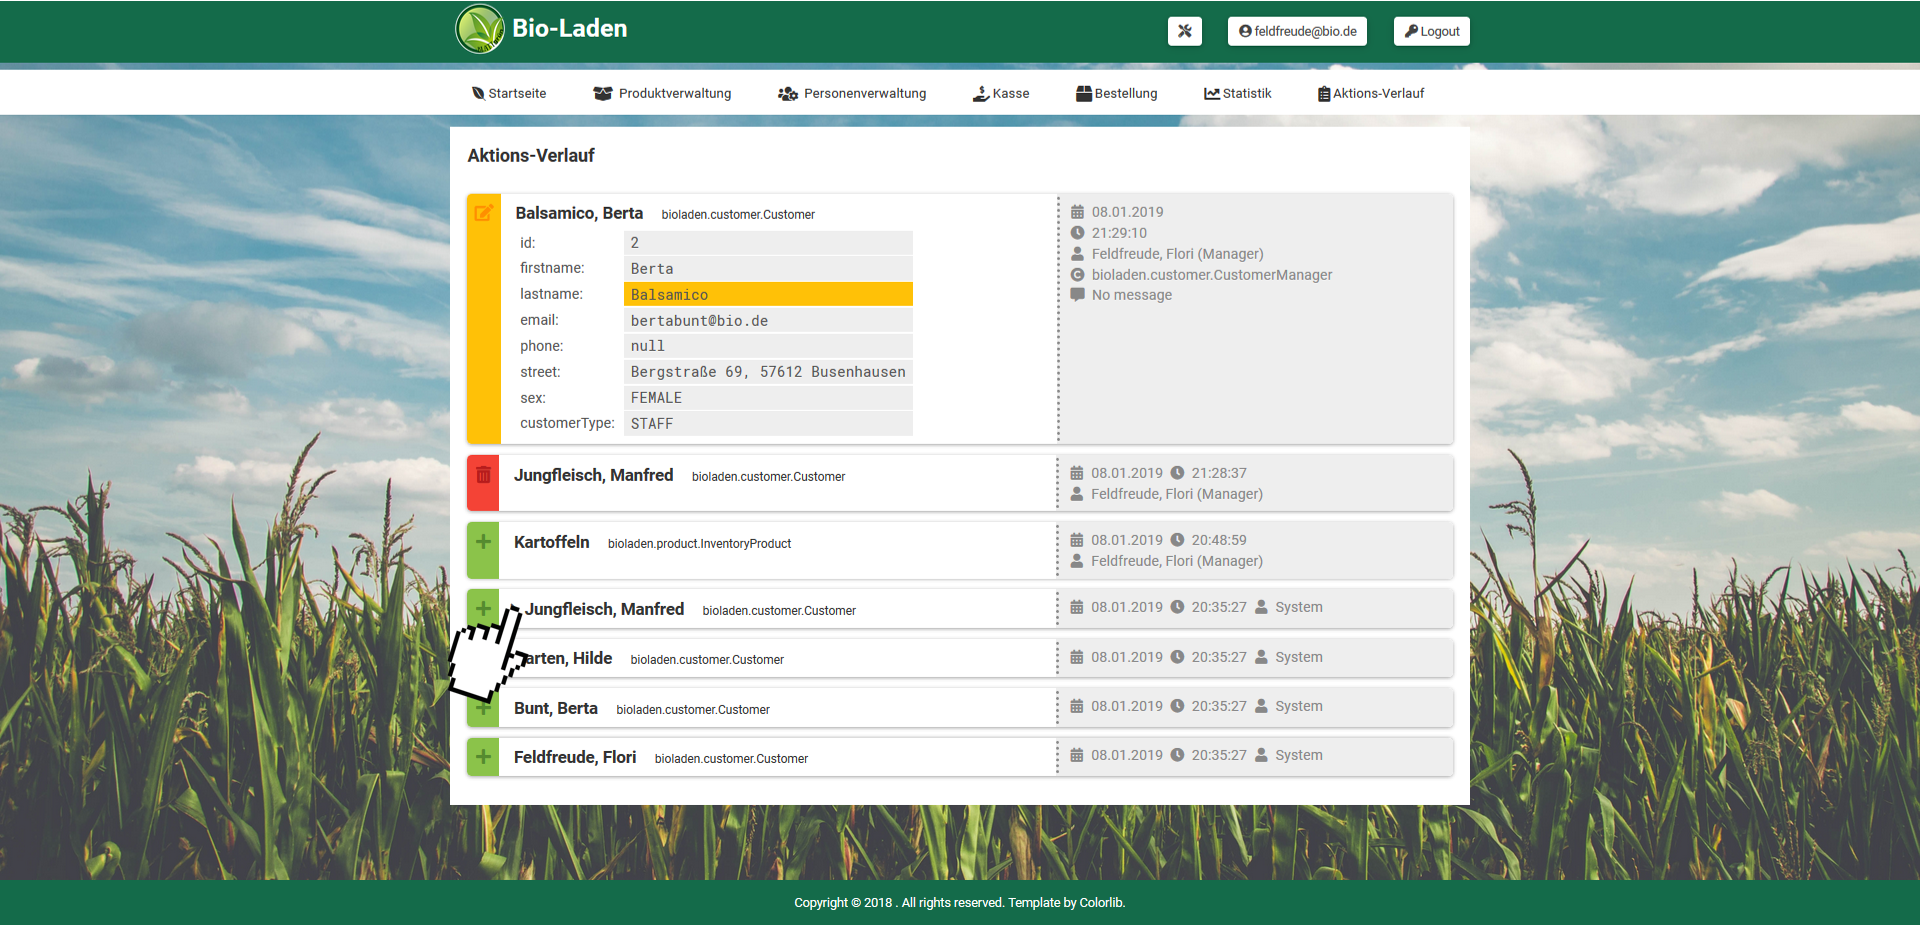 Bio-Laden
feldfreude@bio.de
Logout
Startseite Produktverwaltung Personenverwaltung Kasse Bestellung Statistik Aktions-Verlauf
Aktions-Verlauf
Balsamico, Berta bioladen.customer.Customer
id: 2
firstname: Berta
lastname: Balsamico
email: bertabunt@bio.de
phone: null
street: Bergstraße 69, 57612 Busenhausen
sex: FEMALE
customerType: STAFF
08.01.2019
21:29:10
Feldfreude, Flori (Manager)
bioladen.customer.CustomerManager
No message
Jungfleisch, Manfred bioladen.customer.Customer
08.01.2019 21:28:37
Feldfreude, Flori (Manager)
Kartoffeln bioladen.product.InventoryProduct
08.01.2019 20:48:59
Feldfreude, Flori (Manager)
Jungfleisch, Manfred bioladen.customer.Customer
08.01.2019 20:35:27 System
arten, Hilde bioladen.customer.Customer
08.01.2019 20:35:27 System
Bunt, Berta bioladen.customer.Customer
08.01.2019 20:35:27 System
Feldfreude, Flori bioladen.customer.Customer
08.01.2019 20:35:27 System
Copyright © 2018 . All rights reserved. Template by Colorlib.